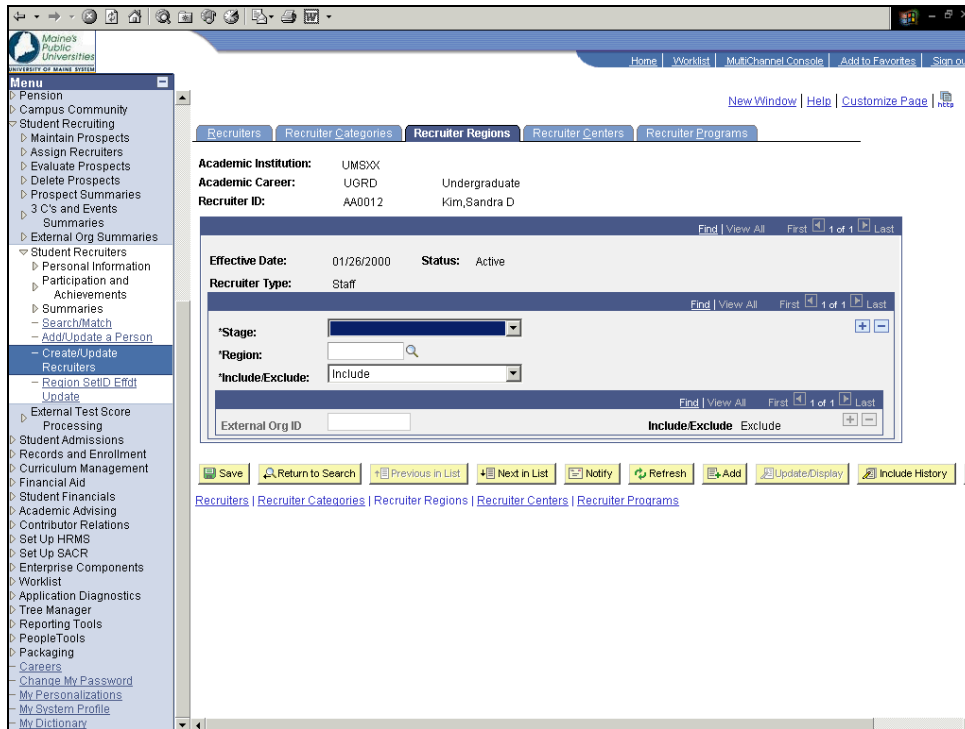 Maine's
Public
Universities
UNIVERSITY OF MAINE SYSTEM
Home | Worklist | MultiChannel Console | Add to Favorites | Sign ou
Menu
Pension
Campus Community
Student Recruiting
Maintain Prospects
Assign Recruiters
Evaluate Prospects
Delete Prospects
Prospect Summaries
3 C's and Events
Summaries
External Org Summaries
Student Recruiters
Personal Information
Participation and
Achievements
Summaries
Search/Match
Add/Update a Person
Create/Update
Recruiters
Region SetID Effdt
Update
External Test Score
Processing
Student Admissions
Records and Enrollment
Curriculum Management
Financial Aid
Student Financials
Academic Advising
Contributor Relations
Set Up HRMS
Set Up SACR
Enterprise Components
Worklist
Application Diagnostics
Tree Manager
Reporting Tools
PeopleTools
Packaging
Careers
Change My Password
My Personalizations
My System Profile
My Dictionary
New Window | Help | Customize Page | http
Recruiters Recruiter Categories Recruiter Regions Recruiter Centers Recruiter Programs
Academic Institution: UMSXX
Academic Career: UGRD Undergraduate
Recruiter ID: AA0012 Kim,Sandra D
Find | View All First 1 of 1 Last
Effective Date: 01/26/2000 Status: Active
Recruiter Type: Staff
Find | View All First 1 of 1 Last
*Stage:
*Region:
*Include/Exclude: Include
Find | View All First 1 of 1 Last
External Org ID Include/Exclude Exclude
Save Return to Search Previous in List Next in List Notify Refresh Add Update/Display Include History
Recruiters | Recruiter Categories | Recruiter Regions | Recruiter Centers | Recruiter Programs